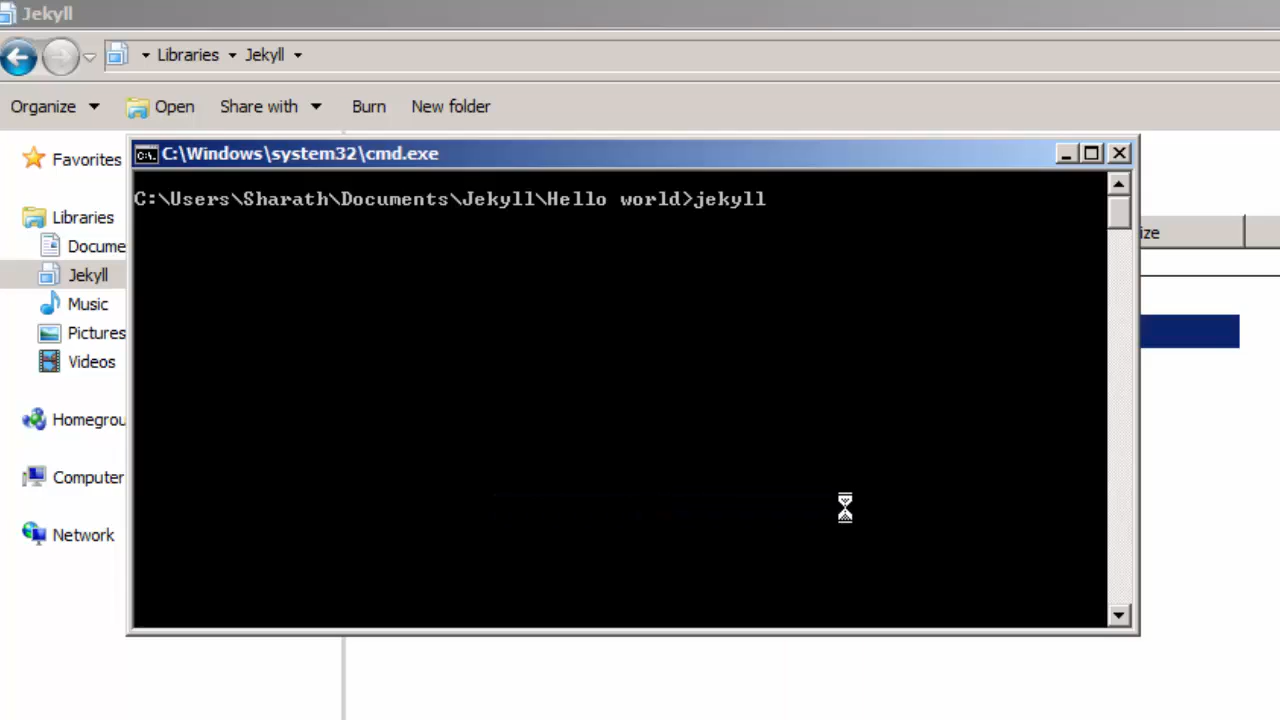 Jekyll
Libraries Jekyll
Organize Open Share with Burn New folder
Favorites
C:\Windows\system32\cmd.exe
C:\Users\Sharath\Documents\Jekyll\Hello world>jekyll
Libraries
ize
Docume
Jekyll
Music
Pictures
Videos
Homegrou
Computer
Network